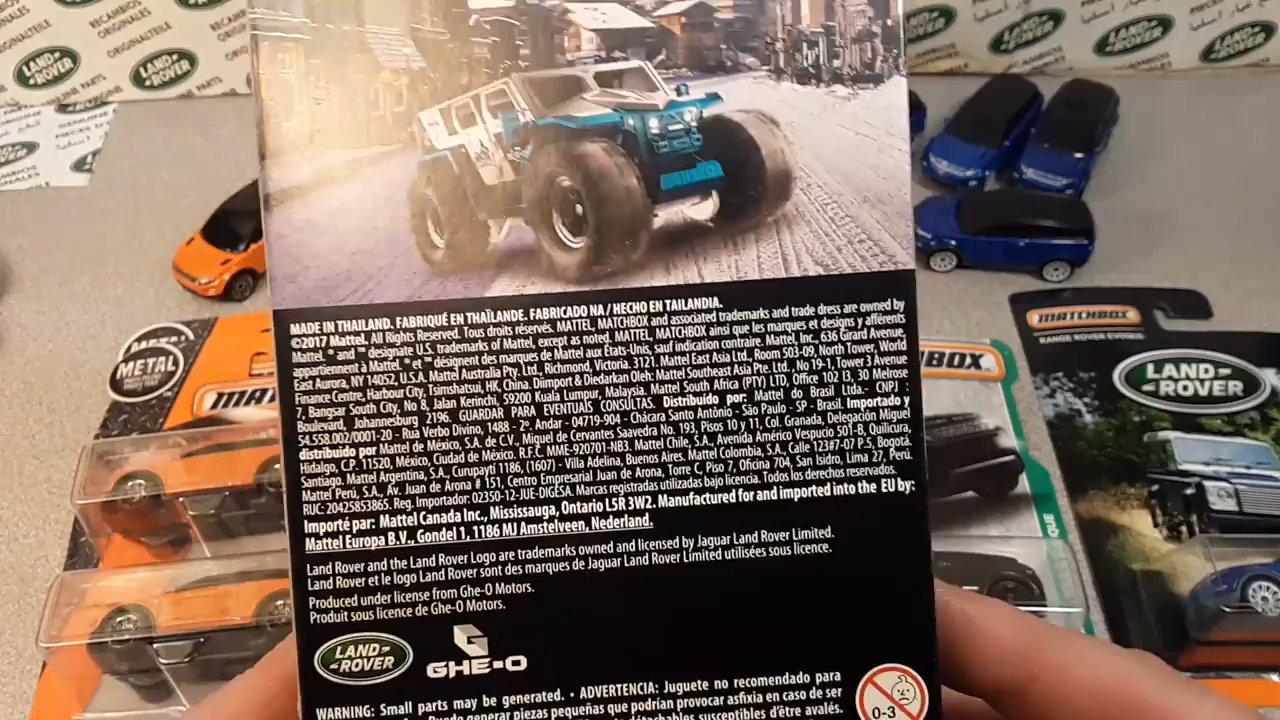 RECAMBIOS
ORIGINALES
LAND-
ROVER
LAND-
ROVER
LAND-
ROVER
LAND-
ROVER
LAND-
ROVER
RECAMBIOS
ORIGINALES
METAL
MADE IN THAILAND. FABRIQUÉ EN THAÏLANDE. FABRICADO NA / HECHO EN TAILANDIA.
©2017 Mattel. All Rights Reserved. Tous droits réservés. MATTEL, MATCHBOX and associated trademarks and trade dress are owned by
Mattel. ® and ™ designate U.S. trademarks of Mattel, except as noted. MATTEL, MATCHBOX ainsi que les marques et designs y afférents
appartiennent à Mattel. ® et ™ désignent des marques de Mattel aux États-Unis, sauf indication contraire. Mattel, Inc., 636 Girard Avenue,
East Aurora, NY 14052, U.S.A. Mattel Australia Pty. Ltd., Richmond, Victoria. 3121. Mattel East Asia Ltd., Room 503-09, North Tower, World
Finance Centre, Harbour City, Tsimshatsui, HK, China. Diimport & Diedarkan Oleh: Mattel Southeast Asia Pte. Ltd., No 19-1, Tower 3 Avenue
7, Bangsar South City, No 8, Jalan Kerinchi, 59200 Kuala Lumpur, Malaysia. Mattel South Africa (PTY) LTD, Office 102 I3, 30 Melrose
Boulevard, Johannesburg 2196. GUARDAR PARA EVENTUAIS CONSULTAS. Distribuído por: Mattel do Brasil Ltda.- CNPJ :
54.558.002/0001-20 - Rua Verbo Divino, 1488 - 2º. Andar - 04719-904 - Chácara Santo Antônio - São Paulo - SP - Brasil. Importado y
distribuido por Mattel de México, S.A. de C.V., Miguel de Cervantes Saavedra No. 193, Pisos 10 y 11, Col. Granada, Delegación Miguel
Hidalgo, C.P. 11520, México, Ciudad de México. R.F.C. MME-920701-NB3. Mattel Chile, S.A., Avenida Américo Vespucio 501-B, Quilicura,
Santiago. Mattel Argentina, S.A., Curupaytí 1186, (1607) - Villa Adelina, Buenos Aires. Mattel Colombia, S.A., Calle 123#7-07 P.5, Bogotá.
Mattel Perú, S.A., Av. Juan de Arona # 151, Centro Empresarial Juan de Arona, Torre C, Piso 7, Oficina 704, San Isidro, Lima 27, Perú.
RUC: 20425853865. Reg. Importador: 02350-12-JUE-DIGESA. Marcas registradas utilizadas bajo licencia. Todos los derechos reservados.
Importé par: Mattel Canada Inc., Mississauga, Ontario L5R 3W2. Manufactured for and imported into the EU by:
Mattel Europa B.V., Gondel 1, 1186 MJ Amstelveen, Nederland.
Land Rover and the Land Rover Logo are trademarks owned and licensed by Jaguar Land Rover Limited.
Land Rover et le logo Land Rover sont des marques de Jaguar Land Rover Limited utilisées sous licence.
Produced under license from Ghe-O Motors.
Produit sous licence de Ghe-O Motors.
LAND-
ROVER
GHE-O
WARNING: Small parts may be generated. • ADVERTENCIA: Juguete no recomendado para
0-3
MATCHBOX
RANGE ROVER EVOQUE
LAND-
ROVER